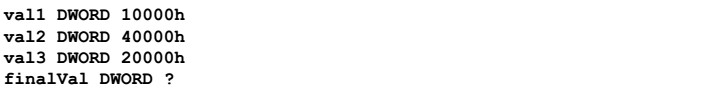 val1 DWORD 10000h
val2 DWORD 40000h
val3 DWORD 20000h
finalVal DWORD ?